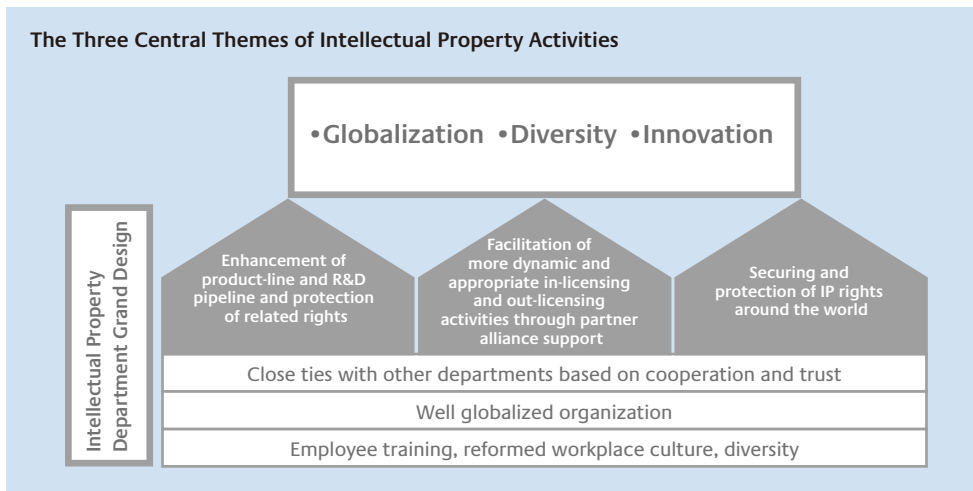 The Three Central Themes of Intellectual Property Activities
•Globalization •Diversity •Innovation
Intellectual Property
Department Grand Design
Enhancement of
product-line and R&D
pipeline and protection
of related rights
Facilitation of
more dynamic and
appropriate in-licensing
and out-licensing
activities through partner
alliance support
Securing and
protection of IP rights
around the world
Close ties with other departments based on cooperation and trust
Well globalized organization
Employee training, reformed workplace culture, diversity